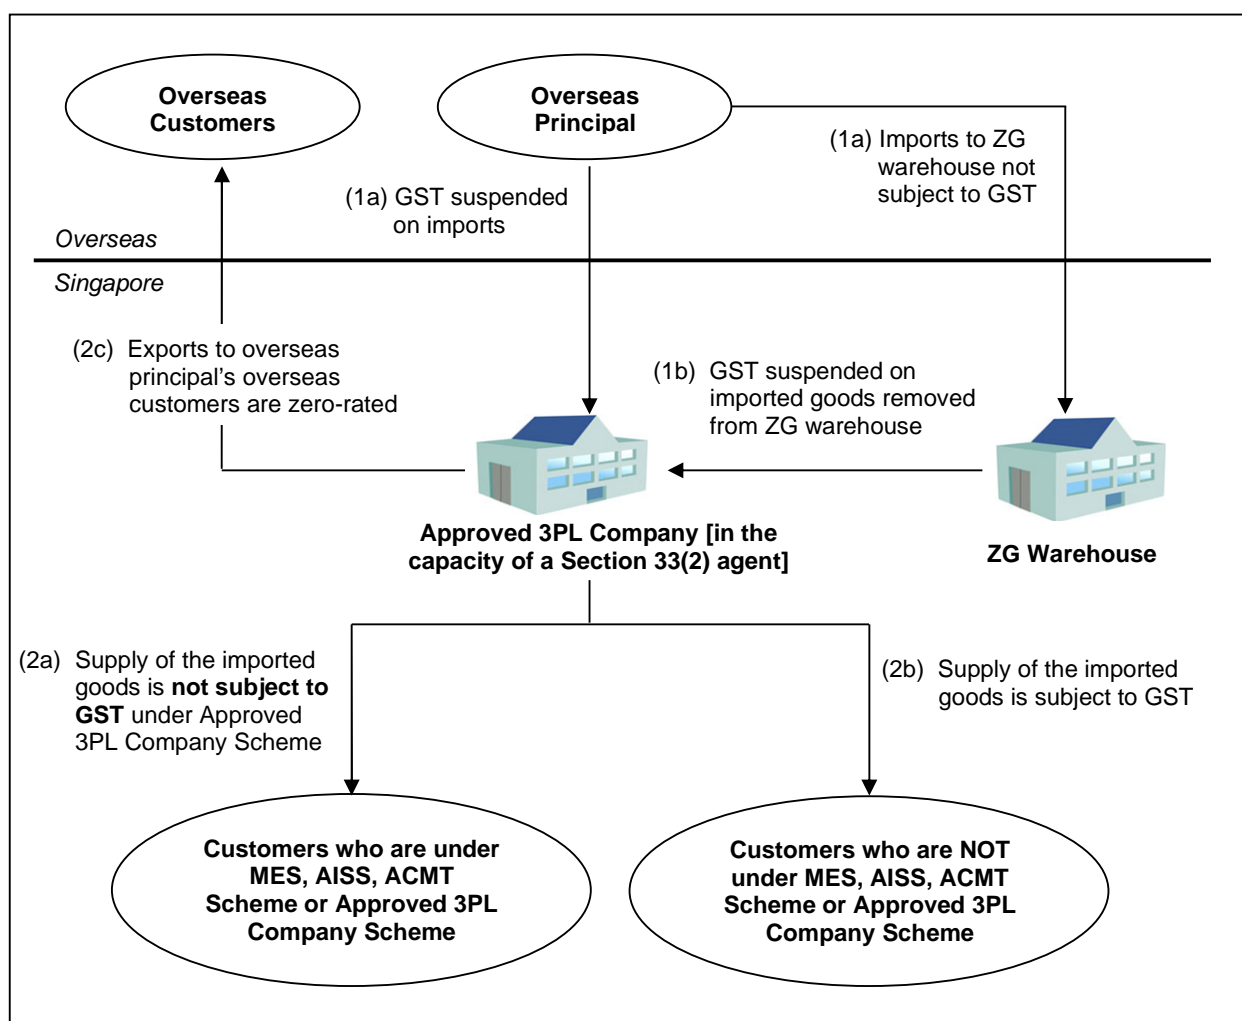 Overseas
Customers
Overseas
Principal
(1a) Imports to ZG
warehouse not
subject to GST
(1a) GST suspended
on imports
Overseas
Singapore
(2c) Exports to overseas
principal's overseas
customers are zero-rated
(1b) GST suspended on
imported goods removed
from ZG warehouse
Approved 3PL Company [in the
capacity of a Section 33(2) agent]
ZG Warehouse
(2a) Supply of the imported
goods is not subject to
GST under Approved
3PL Company Scheme
(2b) Supply of the imported
goods is subject to GST
Customers who are under
MES, AISS, ACMT
Scheme or Approved 3PL
Company Scheme
Customers who are NOT
under MES, AISS, ACMT
Scheme or Approved 3PL
Company Scheme